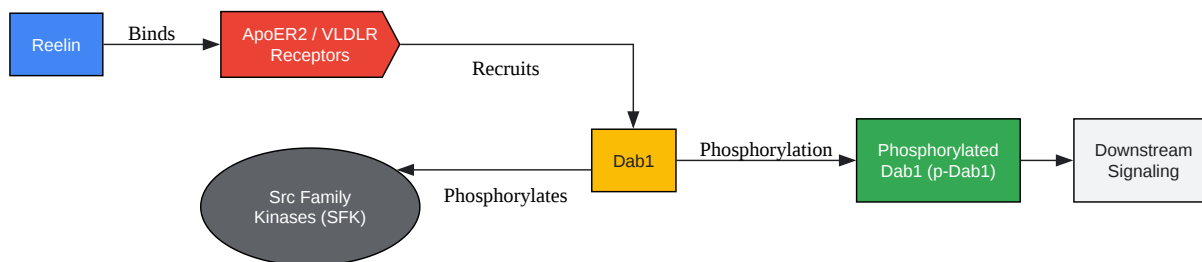 Reelin
Binds
ApoER2 / VLDLR
Receptors
Recruits
Dab1
Phosphorylation
Phosphorylated
Dab1 (p-Dab1)
Downstream
Signaling
Phosphorylates
Src Family
Kinases (SFK)